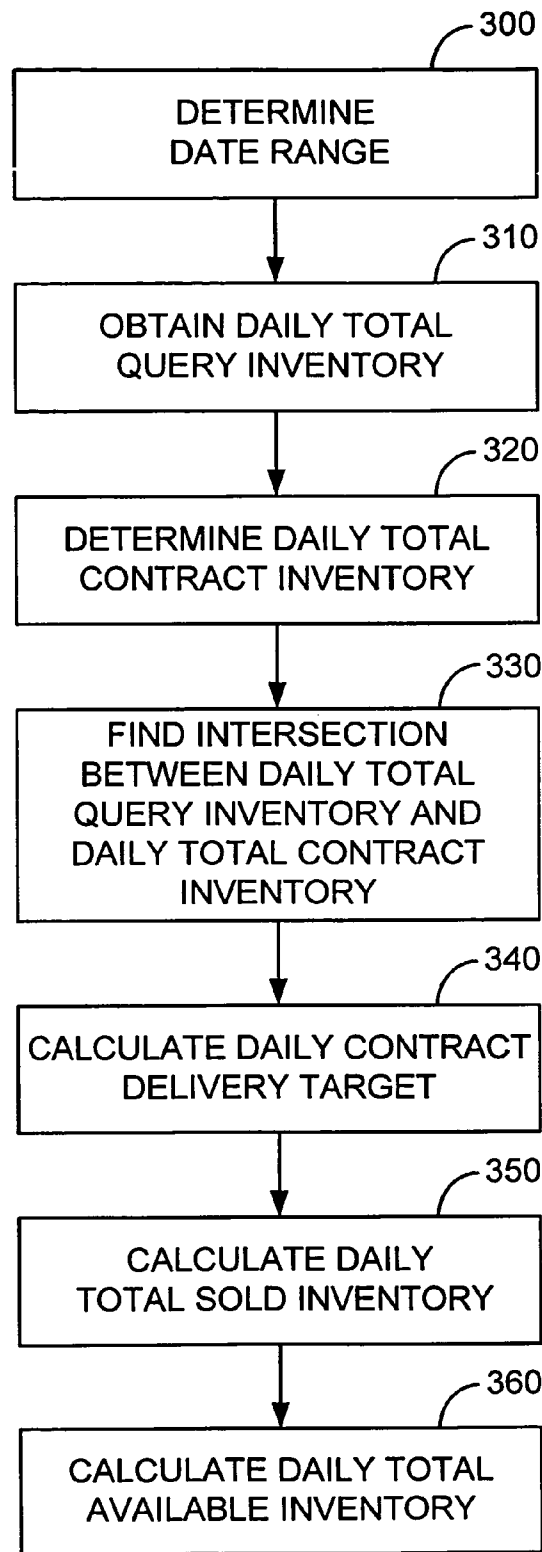 300
DETERMINE
DATE RANGE
310
OBTAIN DAILY TOTAL
QUERY INVENTORY
320
DETERMINE DAILY TOTAL
CONTRACT INVENTORY
330
FIND INTERSECTION
BETWEEN DAILY TOTAL
QUERY INVENTORY AND
DAILY TOTAL CONTRACT
INVENTORY
340
CALCULATE DAILY CONTRACT
DELIVERY TARGET
350
CALCULATE DAILY
TOTAL SOLD INVENTORY
360
CALCULATE DAILY TOTAL
AVAILABLE INVENTORY